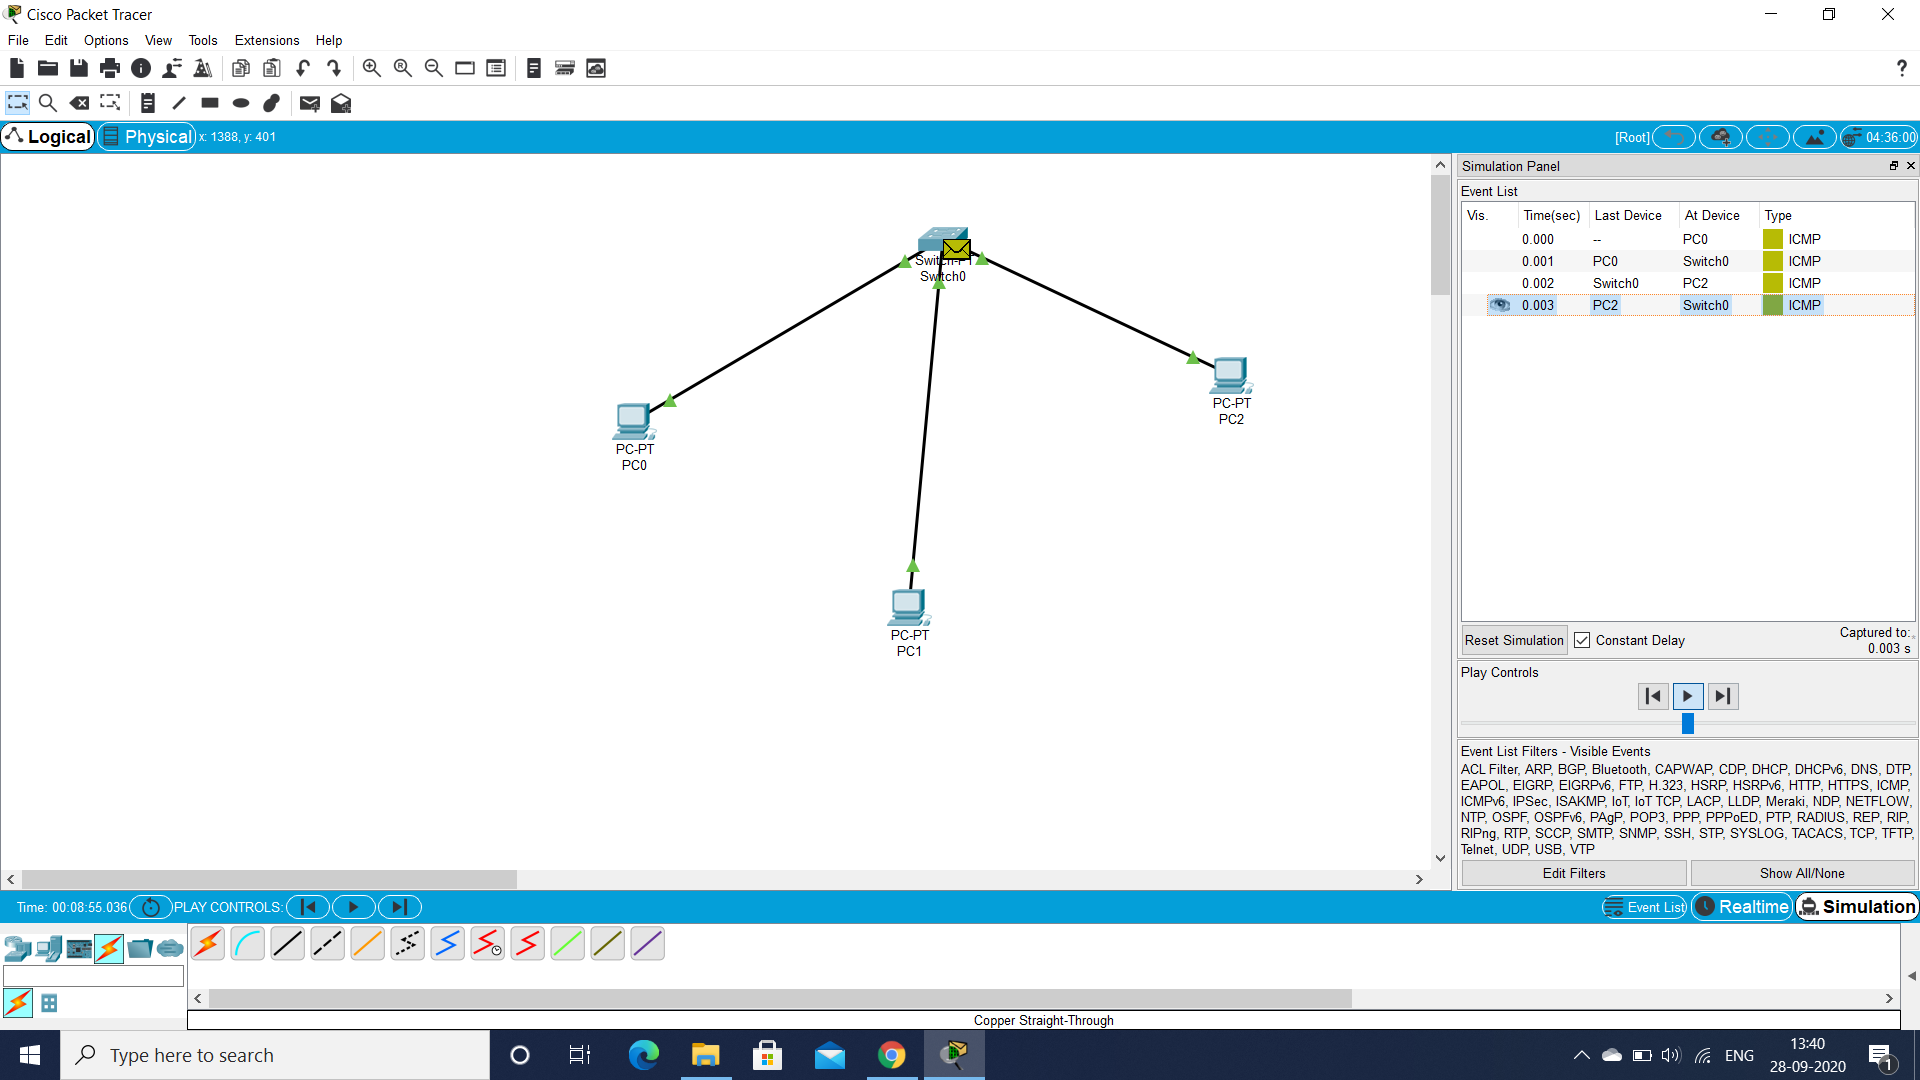 Cisco Packet Tracer
File Edit Options View Tools Extensions Help
?
Logical Physical x: 1388, y: 401 [Root] 04:36:00
Simulation Panel
Event List
Vis. Time(sec) Last Device At Device Type
0.000 -- PC0 ICMP
0.001 PC0 Switch0 ICMP
0.002 Switch0 PC2 ICMP
0.003 PC2 Switch0 ICMP
Switch-PT
Switch0
PC-PT
PC2
PC-PT
PC0
PC-PT
PC1
Reset Simulation Constant Delay Captured to:
0.003 s
Play Controls
Event List Filters - Visible Events
ACL Filter, ARP, BGP, Bluetooth, CAPWAP, CDP, DHCP, DHCPv6, DNS, DTP,
EAPOL, EIGRP, EIGRPv6, FTP, H.323, HSRP, HSRPv6, HTTP, HTTPS, ICMP,
ICMPv6, IPSec, ISAKMP, IoT, IoT TCP, LACP, LLDP, Meraki, NDP, NETFLOW,
NTP, OSPF, OSPFv6, PAgP, POP3, PPP, PPPoED, PTP, RADIUS, REP, RIP,
RIPng, RTP, SCCP, SMTP, SNMP, SSH, STP, SYSLOG, TACACS, TCP, TFTP,
Telnet, UDP, USB, VTP
Edit Filters Show All/None
Time: 00:08:55.036 PLAY CONTROLS: Event List Realtime Simulation
Copper Straight-Through
Type here to search
ENG
13:40
28-09-2020
1